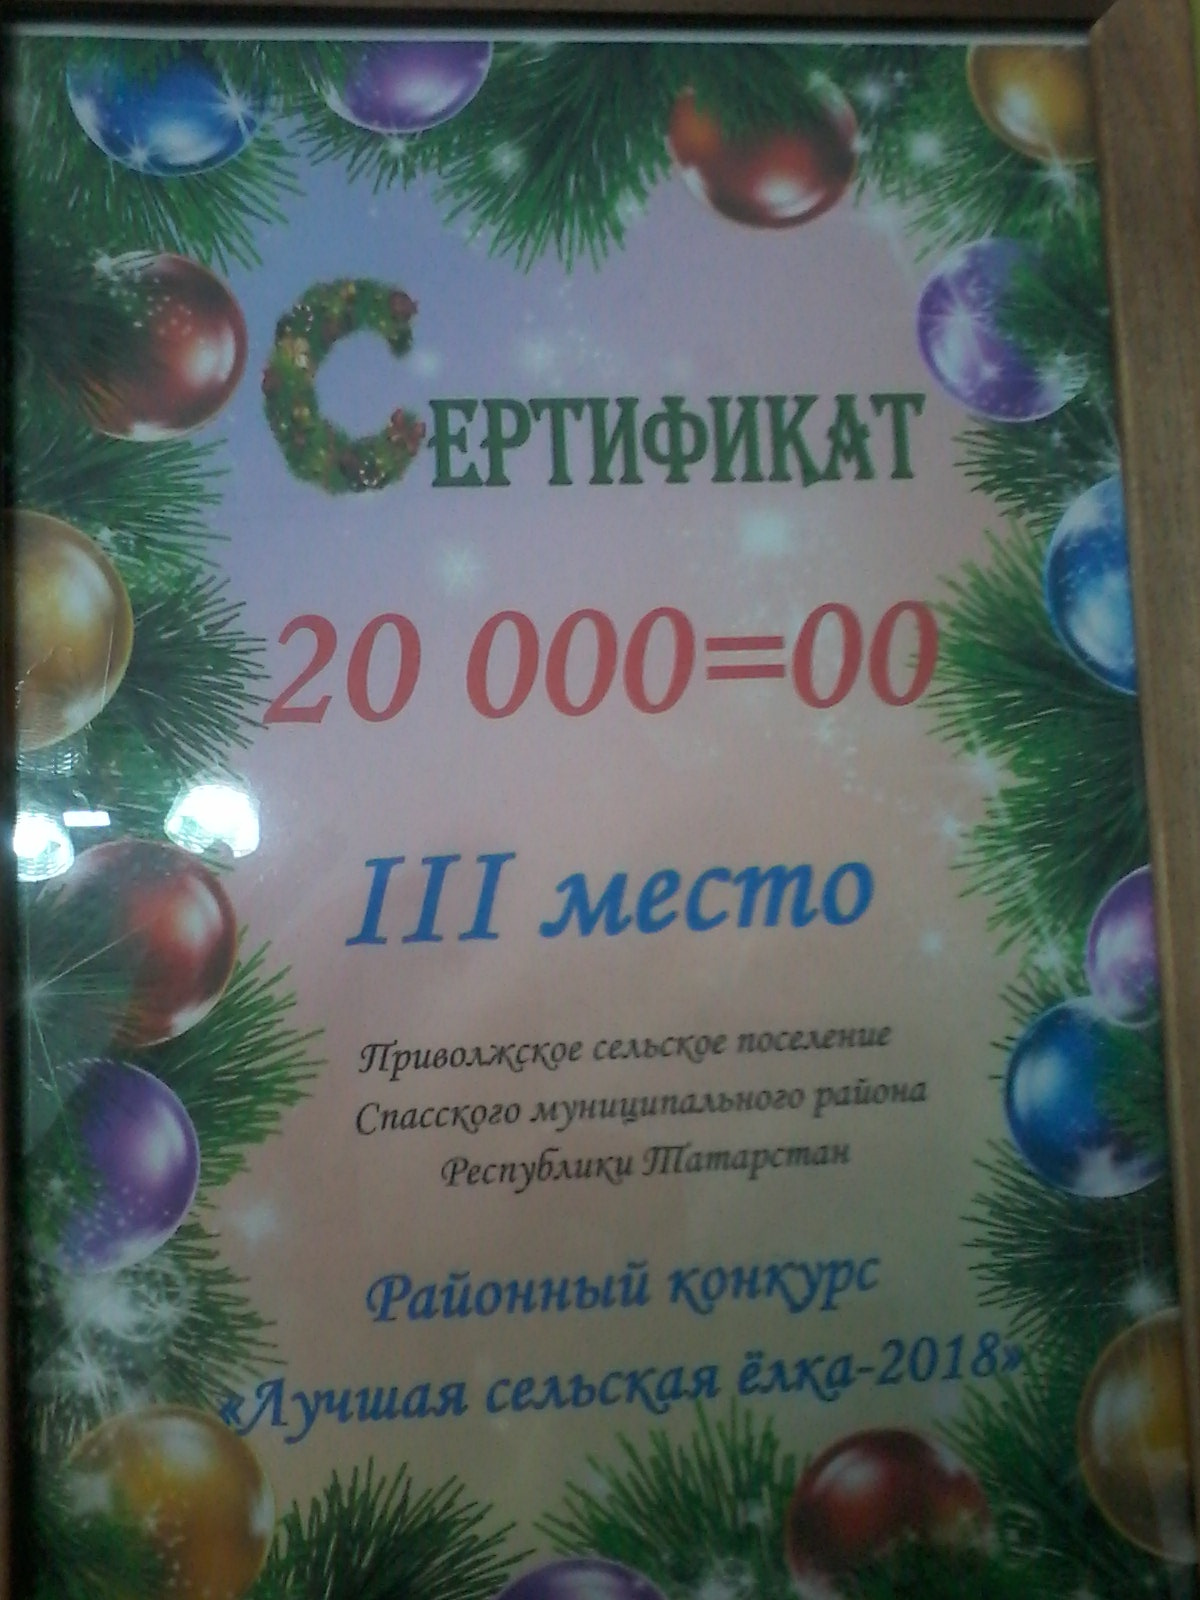 Сертификат
20 000=00
III место
Приволжское сельское поселение
Спасского муниципального района
Республики Татарстан
Районный конкурс
«Лучшая сельская ёлка-2018»